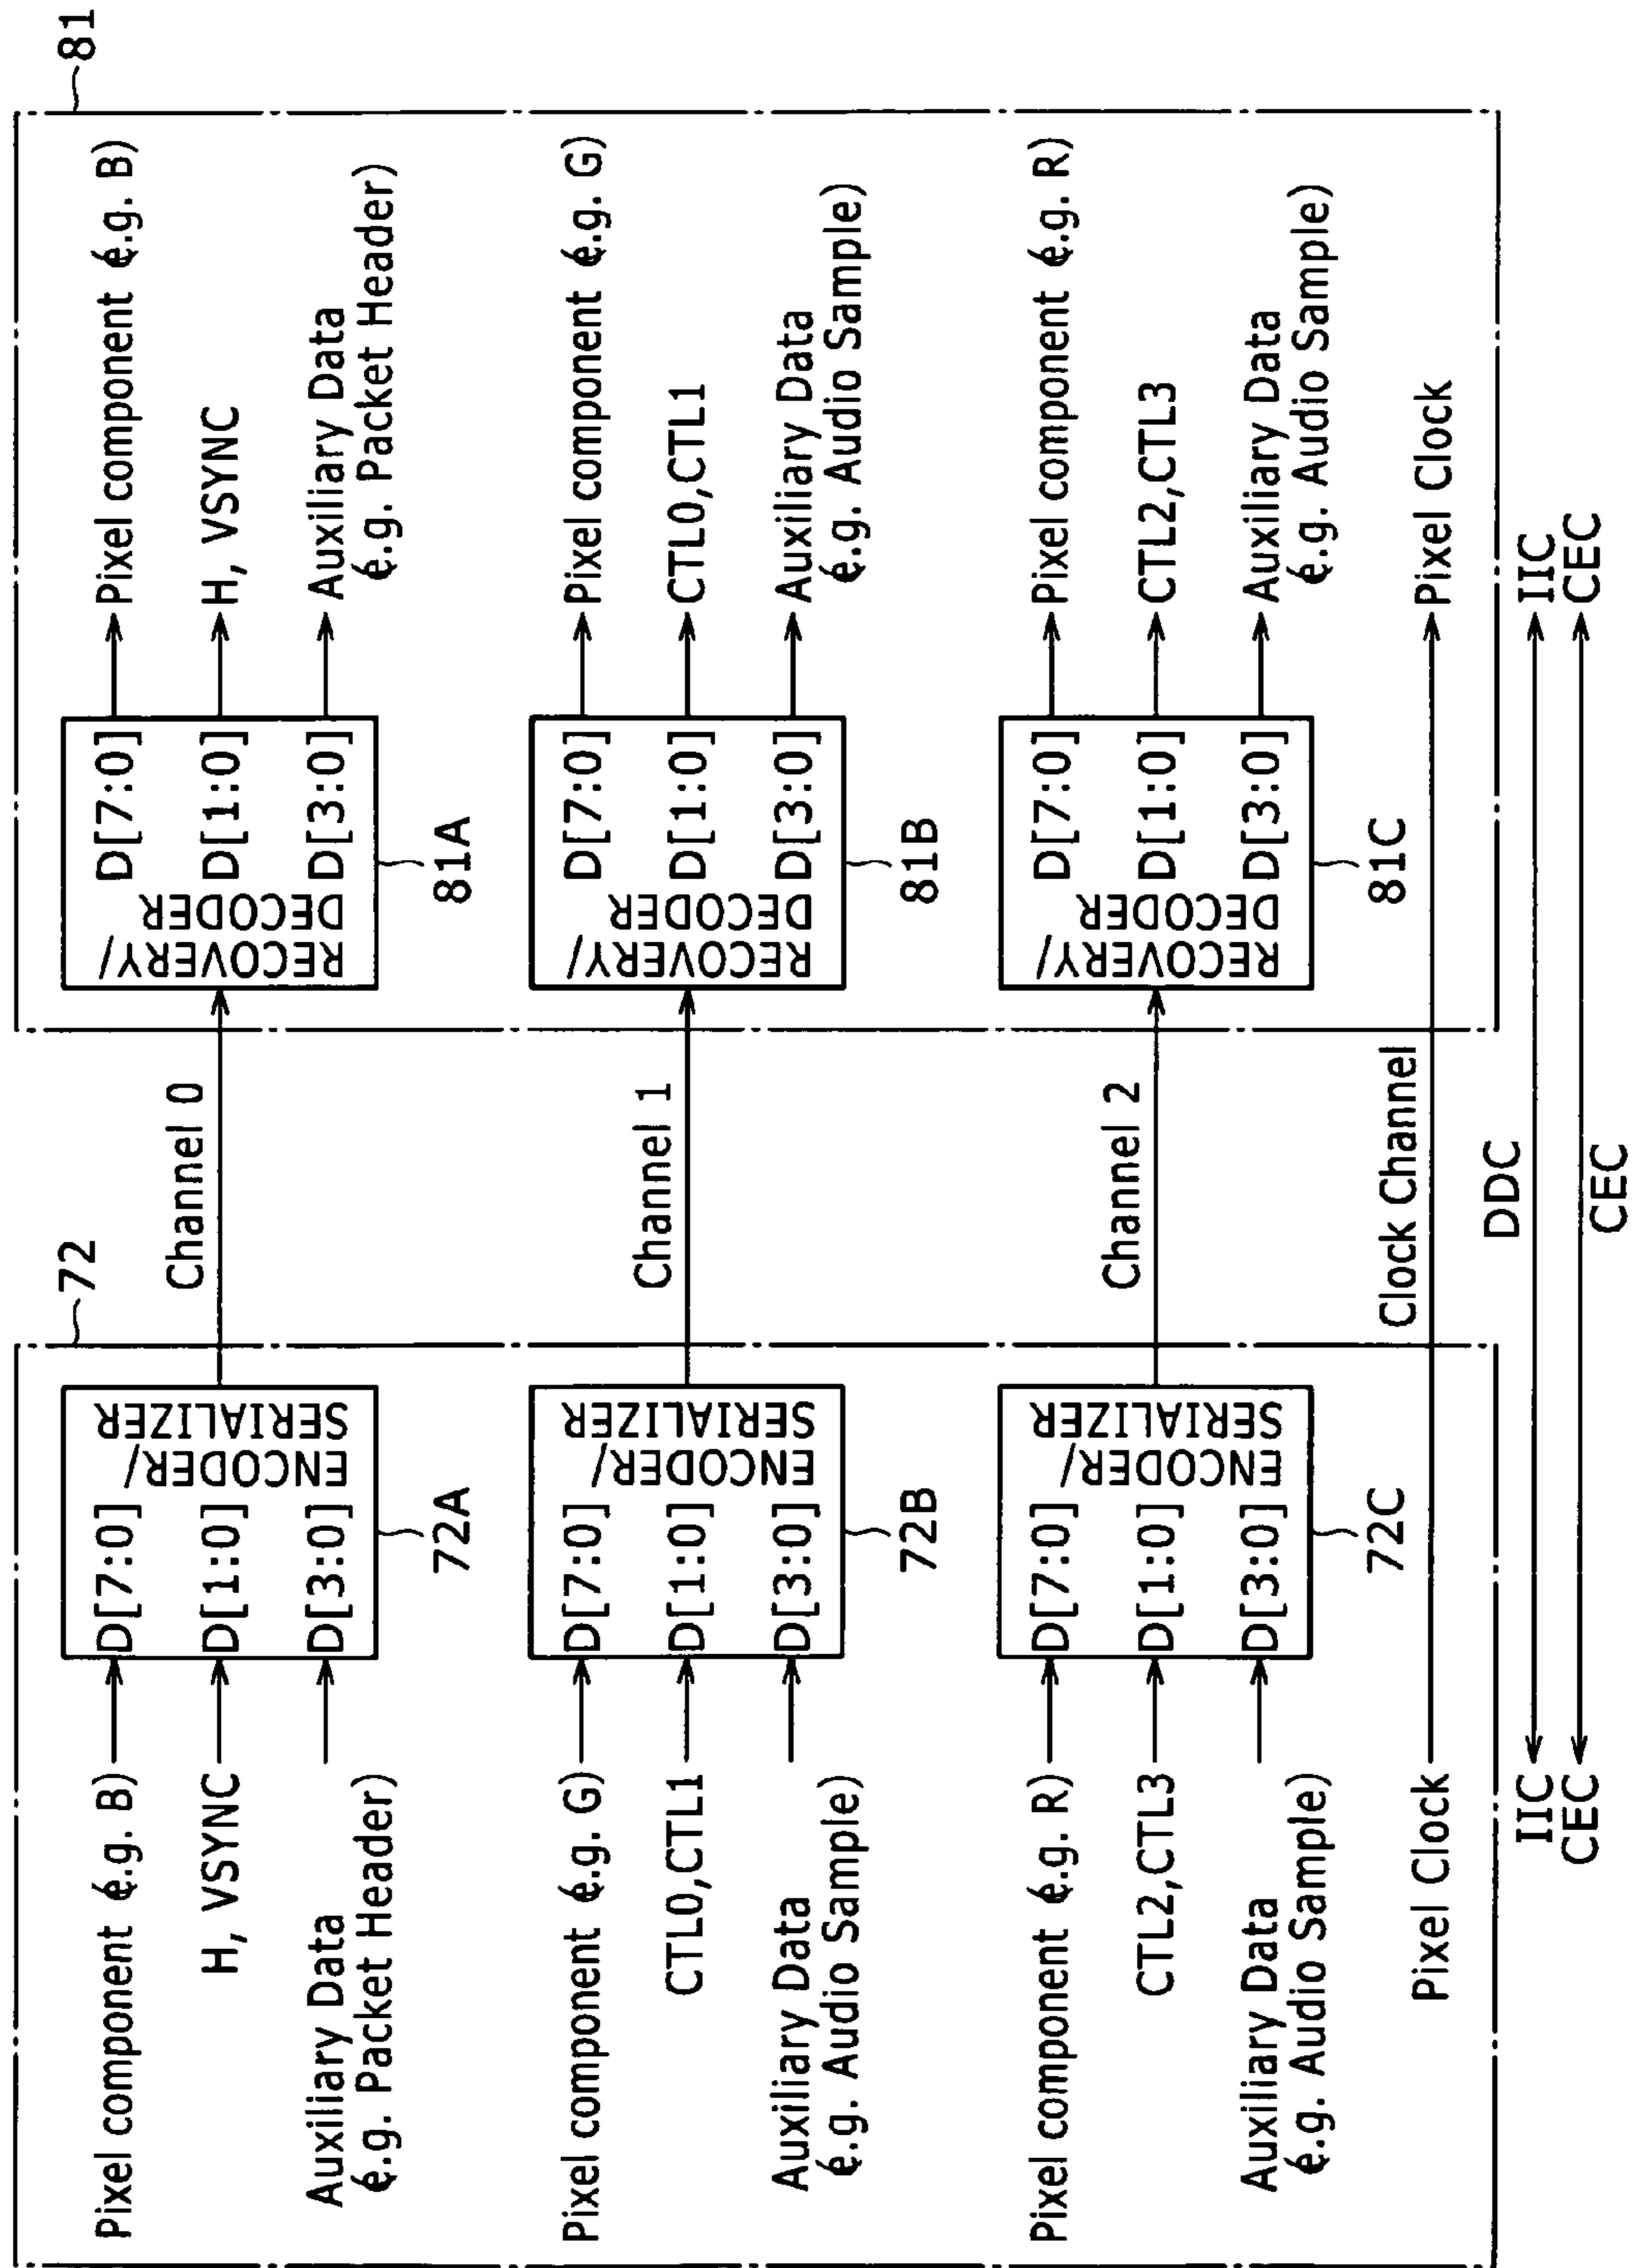 72
81
Pixel component (e.g. B)
H, VSYNC
Auxiliary Data
(e.g. Packet Header)
D[7:0]
D[1:0]
D[3:0]
ENCODER/
SERIALIZER
72A
Channel 0
RECOVERY/
DECODER
D[7:0]
D[1:0]
D[3:0]
81A
Pixel component (e.g. B)
H, VSYNC
Auxiliary Data
(e.g. Packet Header)
Pixel component (e.g. G)
CTL0,CTL1
Auxiliary Data
(e.g. Audio Sample)
D[7:0]
D[1:0]
D[3:0]
ENCODER/
SERIALIZER
72B
Channel 1
RECOVERY/
DECODER
D[7:0]
D[1:0]
D[3:0]
81B
Pixel component (e.g. G)
CTL0,CTL1
Auxiliary Data
(e.g. Audio Sample)
Pixel component (e.g. R)
CTL2,CTL3
Auxiliary Data
(e.g. Audio Sample)
D[7:0]
D[1:0]
D[3:0]
ENCODER/
SERIALIZER
72C
Channel 2
RECOVERY/
DECODER
D[7:0]
D[1:0]
D[3:0]
81C
Pixel component (e.g. R)
CTL2,CTL3
Auxiliary Data
(e.g. Audio Sample)
Pixel Clock
Clock Channel
Pixel Clock
IIC
DDC
IIC
CEC
CEC
CEC